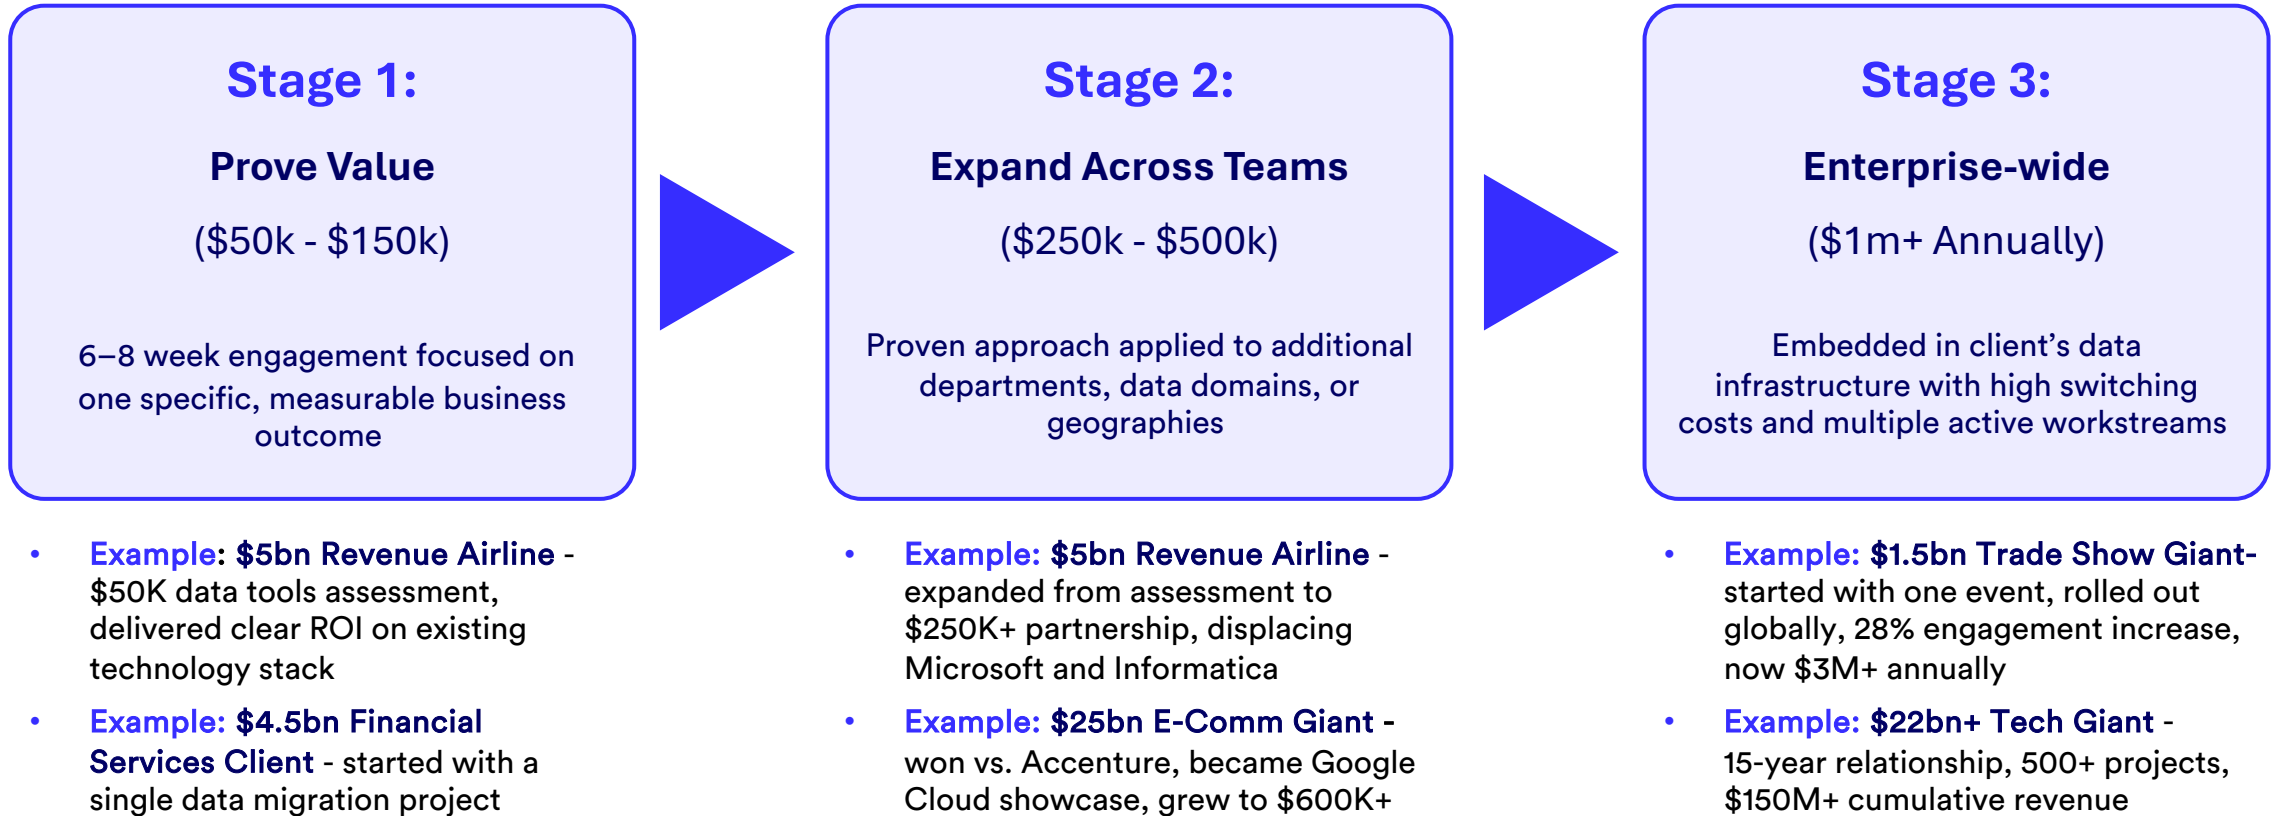 Stage 1:
Prove Value
($50k - $150k)
6–8 week engagement focused on
one specific, measurable business
outcome
Stage 2:
Expand Across Teams
($250k - $500k)
Proven approach applied to additional
departments, data domains, or
geographies
Stage 3:
Enterprise-wide
($1m+ Annually)
Embedded in client’s data
infrastructure with high switching
costs and multiple active workstreams
• Example: $5bn Revenue Airline -
$50K data tools assessment,
delivered clear ROI on existing
technology stack
• Example: $4.5bn Financial
Services Client - started with a
single data migration project
• Example: $5bn Revenue Airline -
expanded from assessment to
$250K+ partnership, displacing
Microsoft and Informatica
• Example: $25bn E-Comm Giant -
won vs. Accenture, became Google
Cloud showcase, grew to $600K+
• Example: $1.5bn Trade Show Giant-
started with one event, rolled out
globally, 28% engagement increase,
now $3M+ annually
• Example: $22bn+ Tech Giant -
15-year relationship, 500+ projects,
$150M+ cumulative revenue